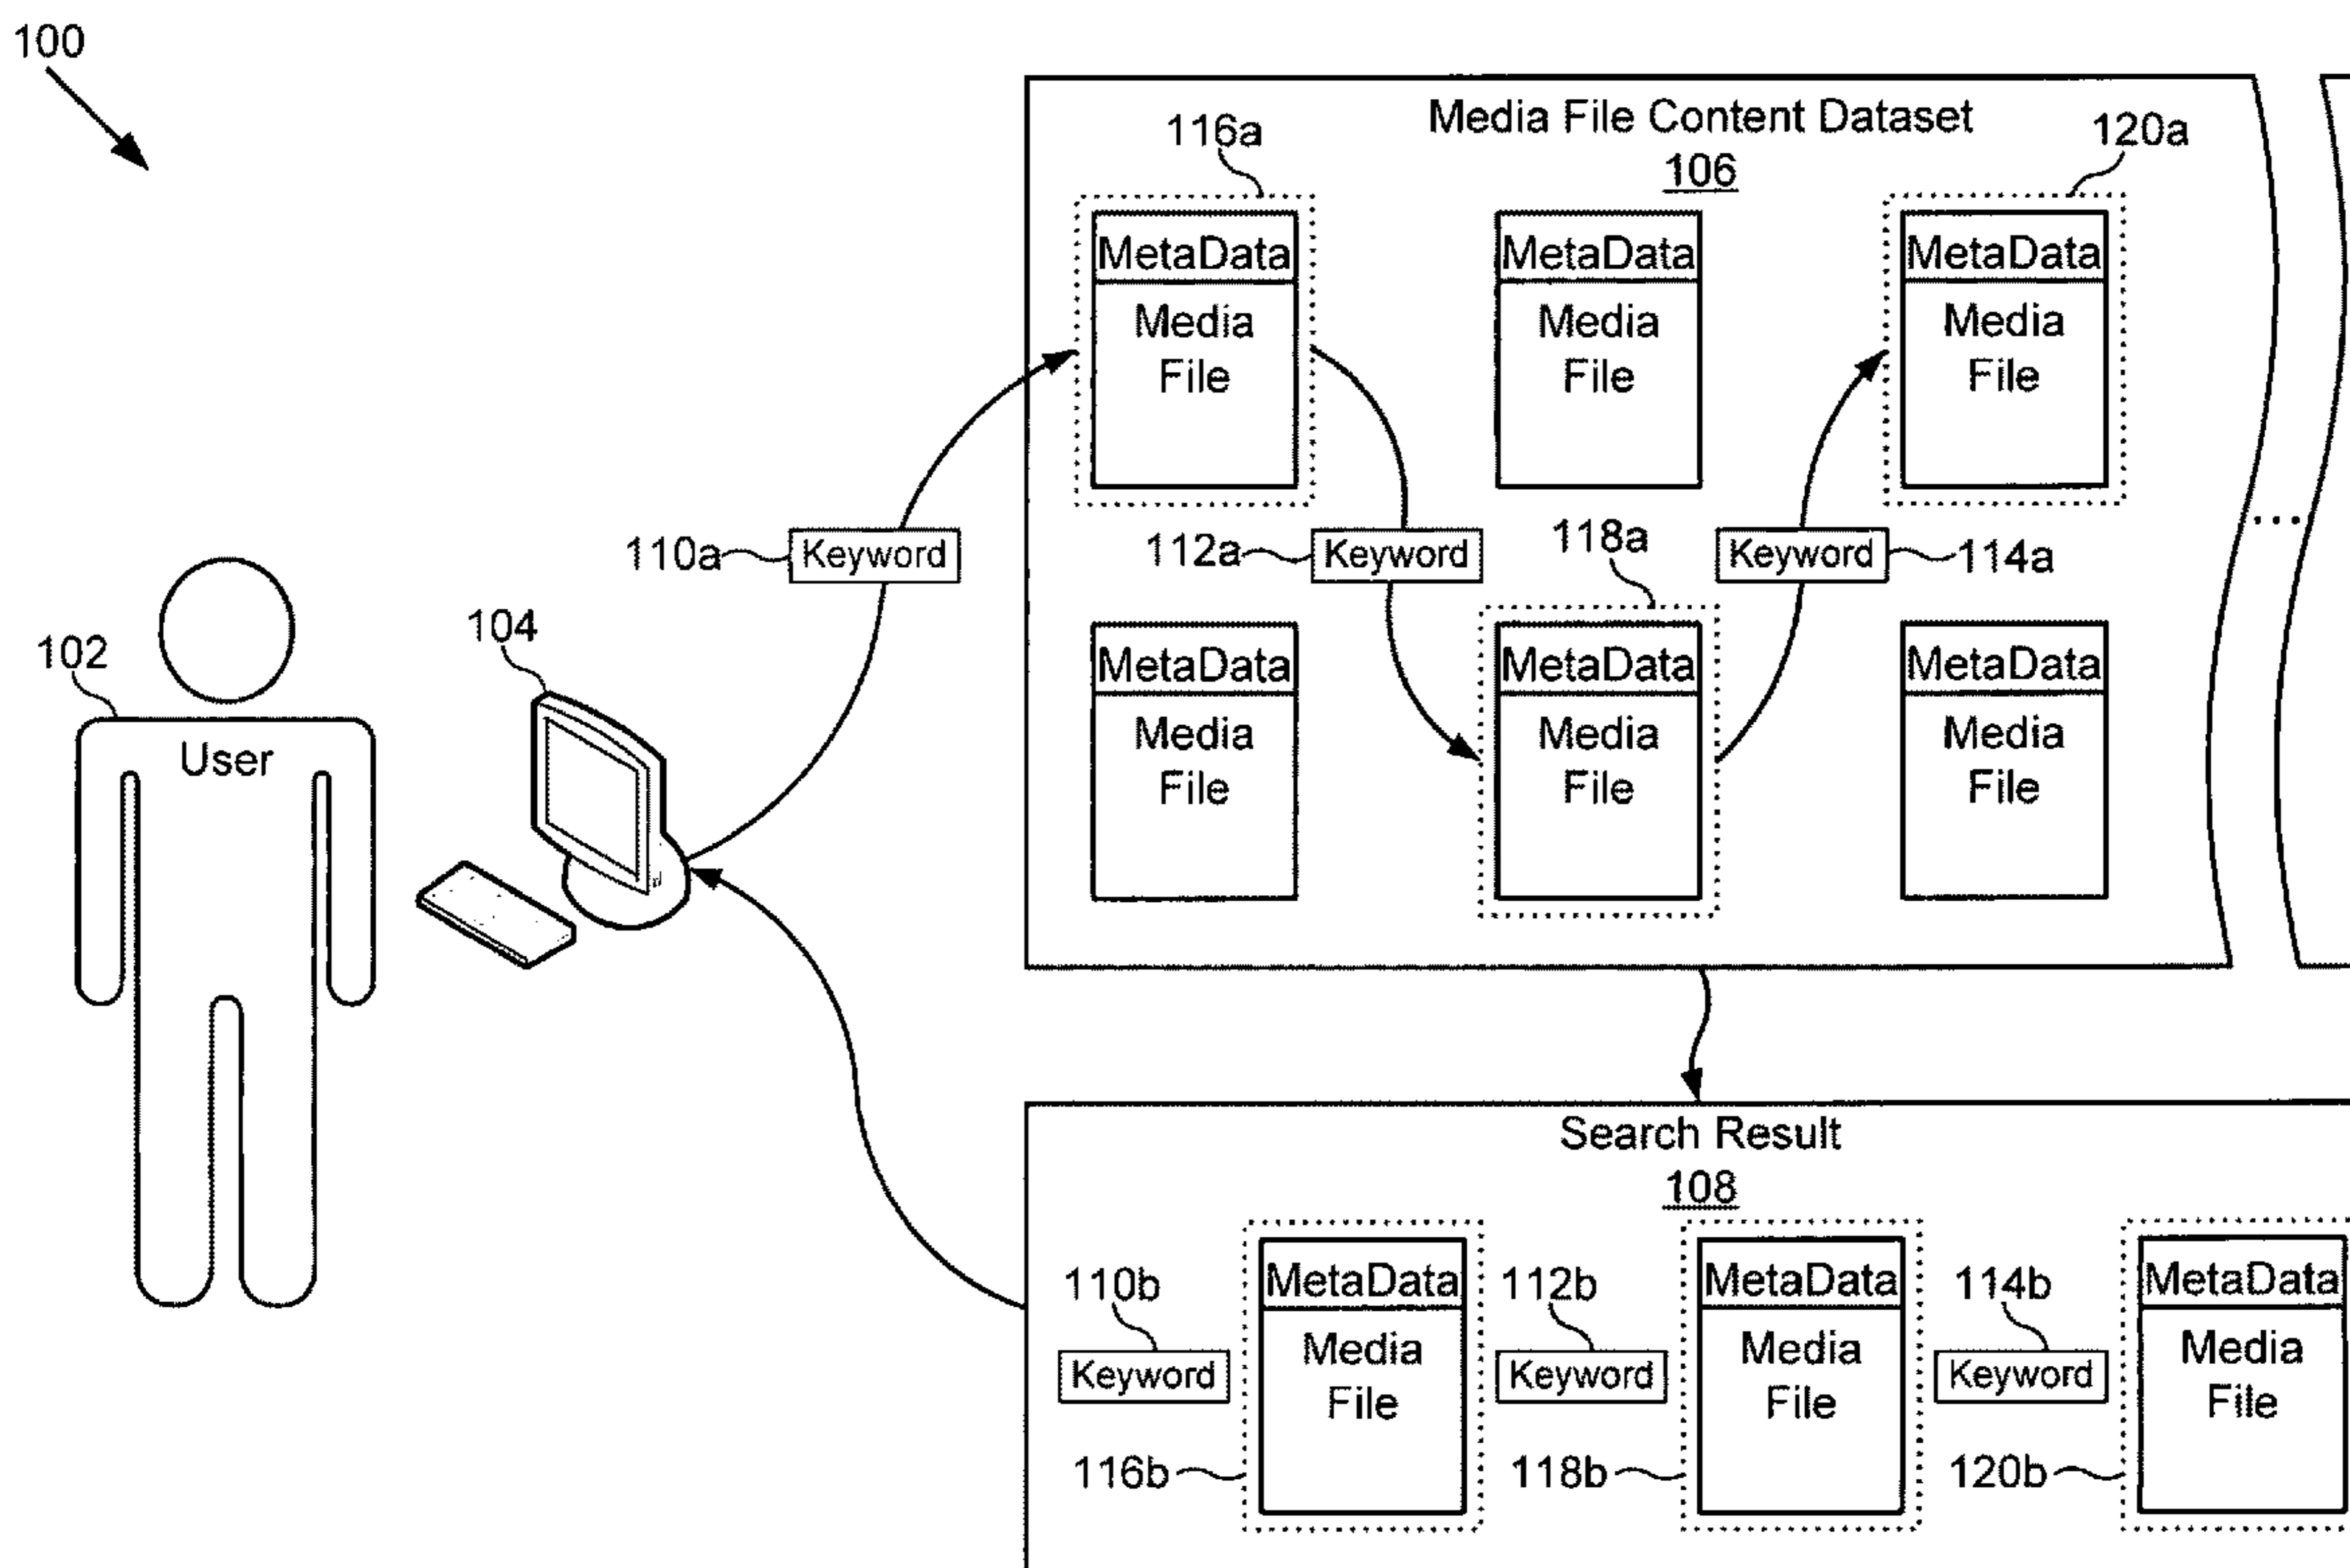 100
Media File Content Dataset
106
116a
120a
MetaData
Media
File
MetaData
Media
File
MetaData
Media
File
110a
Keyword
112a
Keyword
118a
Keyword
114a
...
102
User
104
MetaData
Media
File
MetaData
Media
File
MetaData
Media
File
Search Result
108
110b
Keyword
MetaData
Media
File
116b
112b
Keyword
MetaData
Media
File
118b
114b
Keyword
MetaData
Media
File
120b